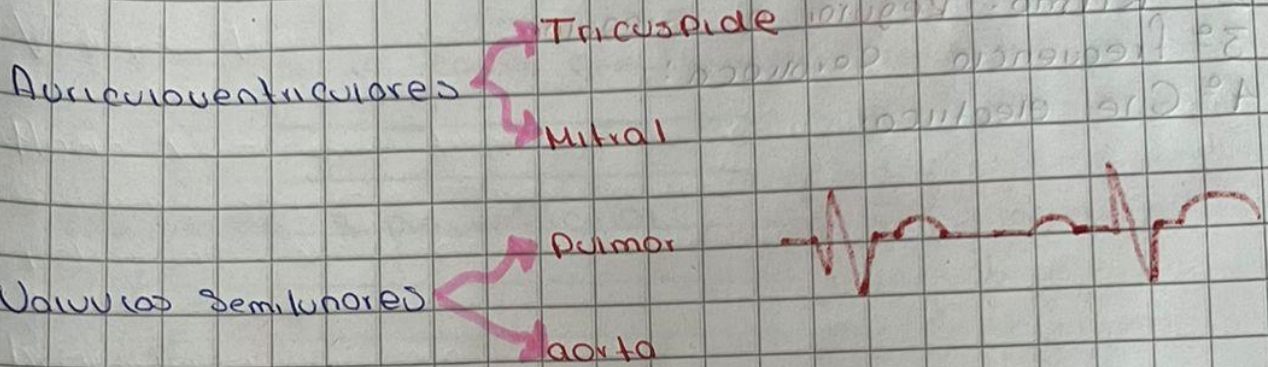 Tricuspide
Auriculoventriculares
Mitral
Pulmor
Valvulas Semilunares
aorta